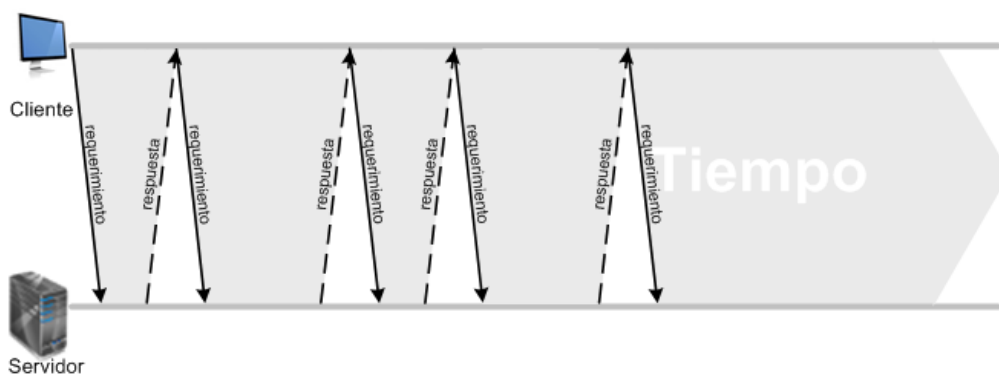 Cliente
requerimiento
respuesta
requerimiento
respuesta
requerimiento
respuesta
requerimiento
respuesta
requerimiento
Tiempo
Servidor